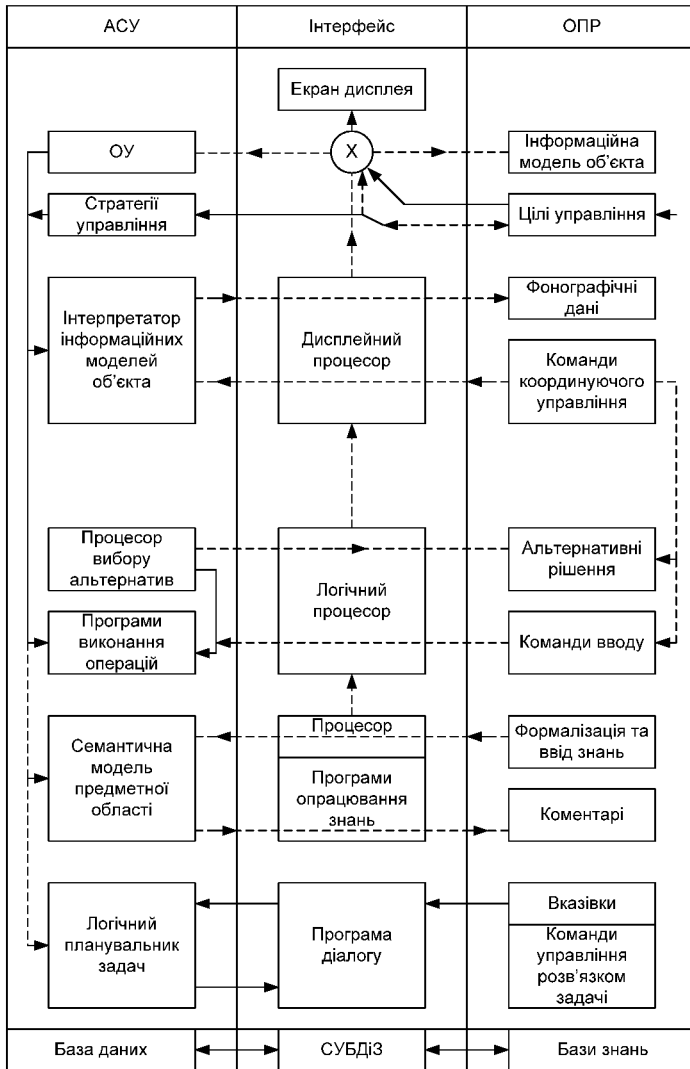 АСУ
Інтерфейс
ОПР
Екран дисплея
ОУ
Х
Інформаційна
модель об'єкта
Стратегії
управління
Цілі управління
Інтерпретатор
інформаційних
моделей
об'єкта
Дисплейний
процесор
Фонографічні
дані
Команди
координуючого
управління
Процесор
вибору
альтернатив
Логічний
процесор
Альтернативні
рішення
Програми
виконання
операцій
Команди вводу
Семантична
модель
предметної
області
Процесор
Програми
опрацювання
знань
Формалізація та
ввід знань
Коментарі
Логічний
планувальник
задач
Програма
діалогу
Вказівки
Команди
управління
розв'язком
задачі
База даних
СУБДіЗ
Бази знань